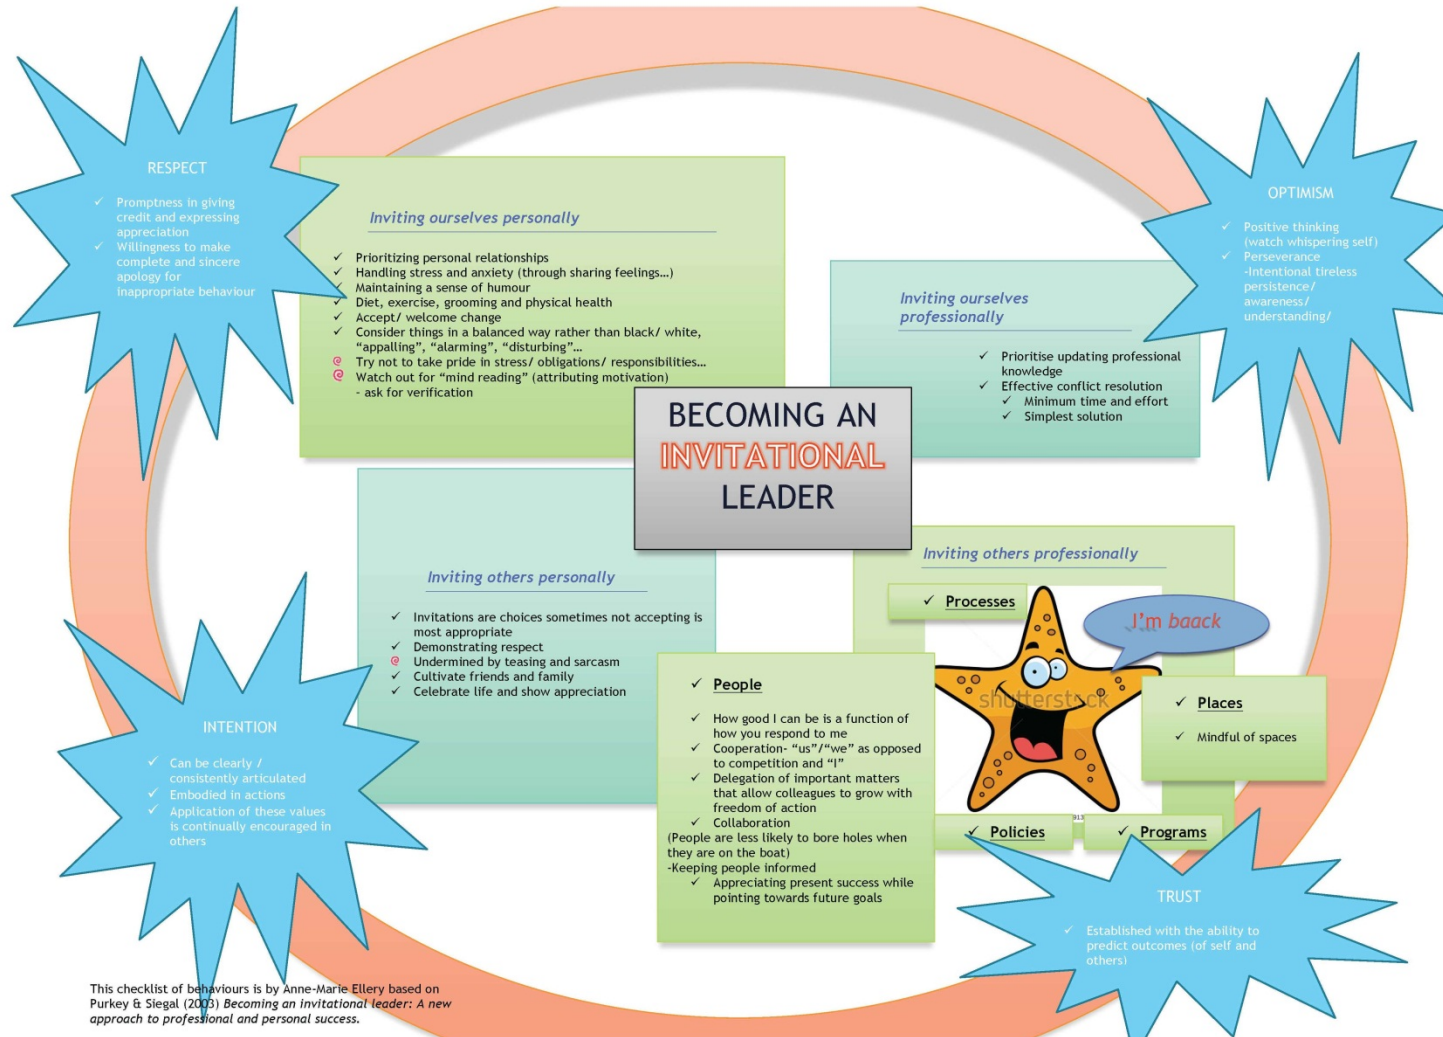 RESPECT
✓ Promptness in giving
credit and expressing
appreciation
✓ Willingness to make
complete and sincere
apology for
inappropriate behaviour
Inviting ourselves personally
✓ Prioritizing personal relationships
✓ Handling stress and anxiety (through sharing feelings…)
✓ Maintaining a sense of humour
✓ Diet, exercise, grooming and physical health
✓ Accept/ welcome change
✓ Consider things in a balanced way rather than black/ white,
“appalling”, “alarming”, “disturbing”…
Try not to take pride in stress/ obligations/ responsibilities…
Watch out for “mind reading” (attributing motivation)
- ask for verification
OPTIMISM
✓ Positive thinking
(watch whispering self)
✓ Perseverance
-Intentional tireless
persistence/
awareness/
understanding/
Inviting ourselves
professionally
✓ Prioritise updating professional
knowledge
✓ Effective conflict resolution
✓ Minimum time and effort
✓ Simplest solution
BECOMING AN
INVITATIONAL
LEADER
Inviting others personally
✓ Invitations are choices sometimes not accepting is
most appropriate
✓ Demonstrating respect
Undermined by teasing and sarcasm
✓ Cultivate friends and family
✓ Celebrate life and show appreciation
Inviting others professionally
✓ Processes
I’m baack
shutterstock
✓ People
✓ How good I can be is a function of
how you respond to me
✓ Cooperation- “us”/“we” as opposed
to competition and “I”
✓ Delegation of important matters
that allow colleagues to grow with
freedom of action
✓ Collaboration
(People are less likely to bore holes when
they are on the boat)
-Keeping people informed
✓ Appreciating present success while
pointing towards future goals
✓ Places
✓ Mindful of spaces
✓ Policies
✓ Programs
INTENTION
✓ Can be clearly /
consistently articulated
✓ Embodied in actions
✓ Application of these values
is continually encouraged in
others
TRUST
✓ Established with the ability to
predict outcomes (of self and
others)
This checklist of behaviours is by Anne-Marie Ellery based on
Purkey & Siegal (2003) Becoming an invitational leader: A new
approach to professional and personal success.